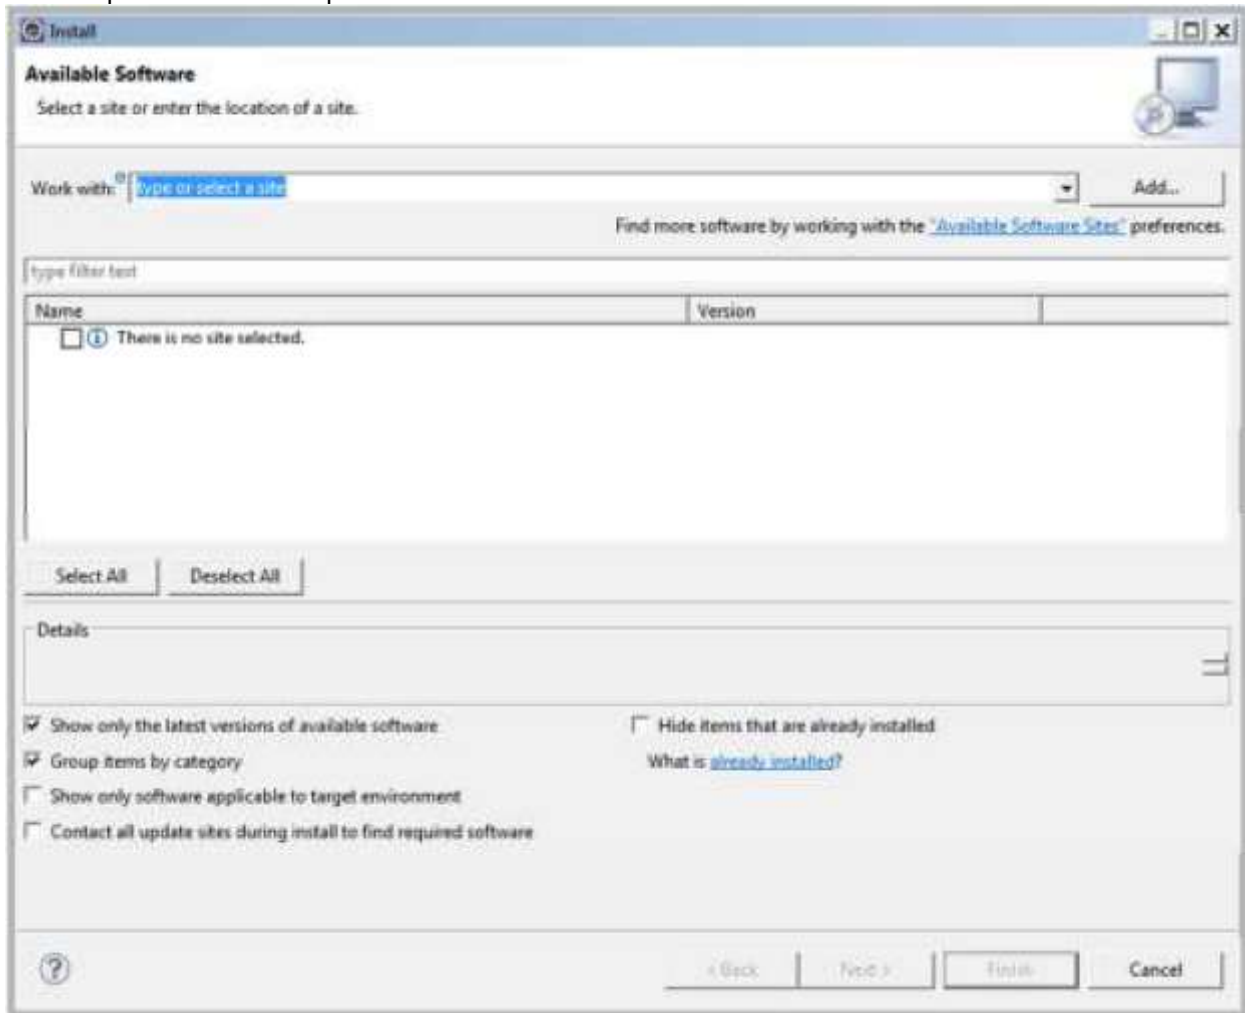 Install
Available Software
Select a site or enter the location of a site.
Work with: type or select a site Add...
Find more software by working with the "Available Software Sites" preferences.
type filter text
Name Version
There is no site selected.
Select All Deselect All
Details
Show only the latest versions of available software Hide items that are already installed
Group items by category What is already installed?
Show only software applicable to target environment
Contact all update sites during install to find required software
< Back Next > Finish Cancel